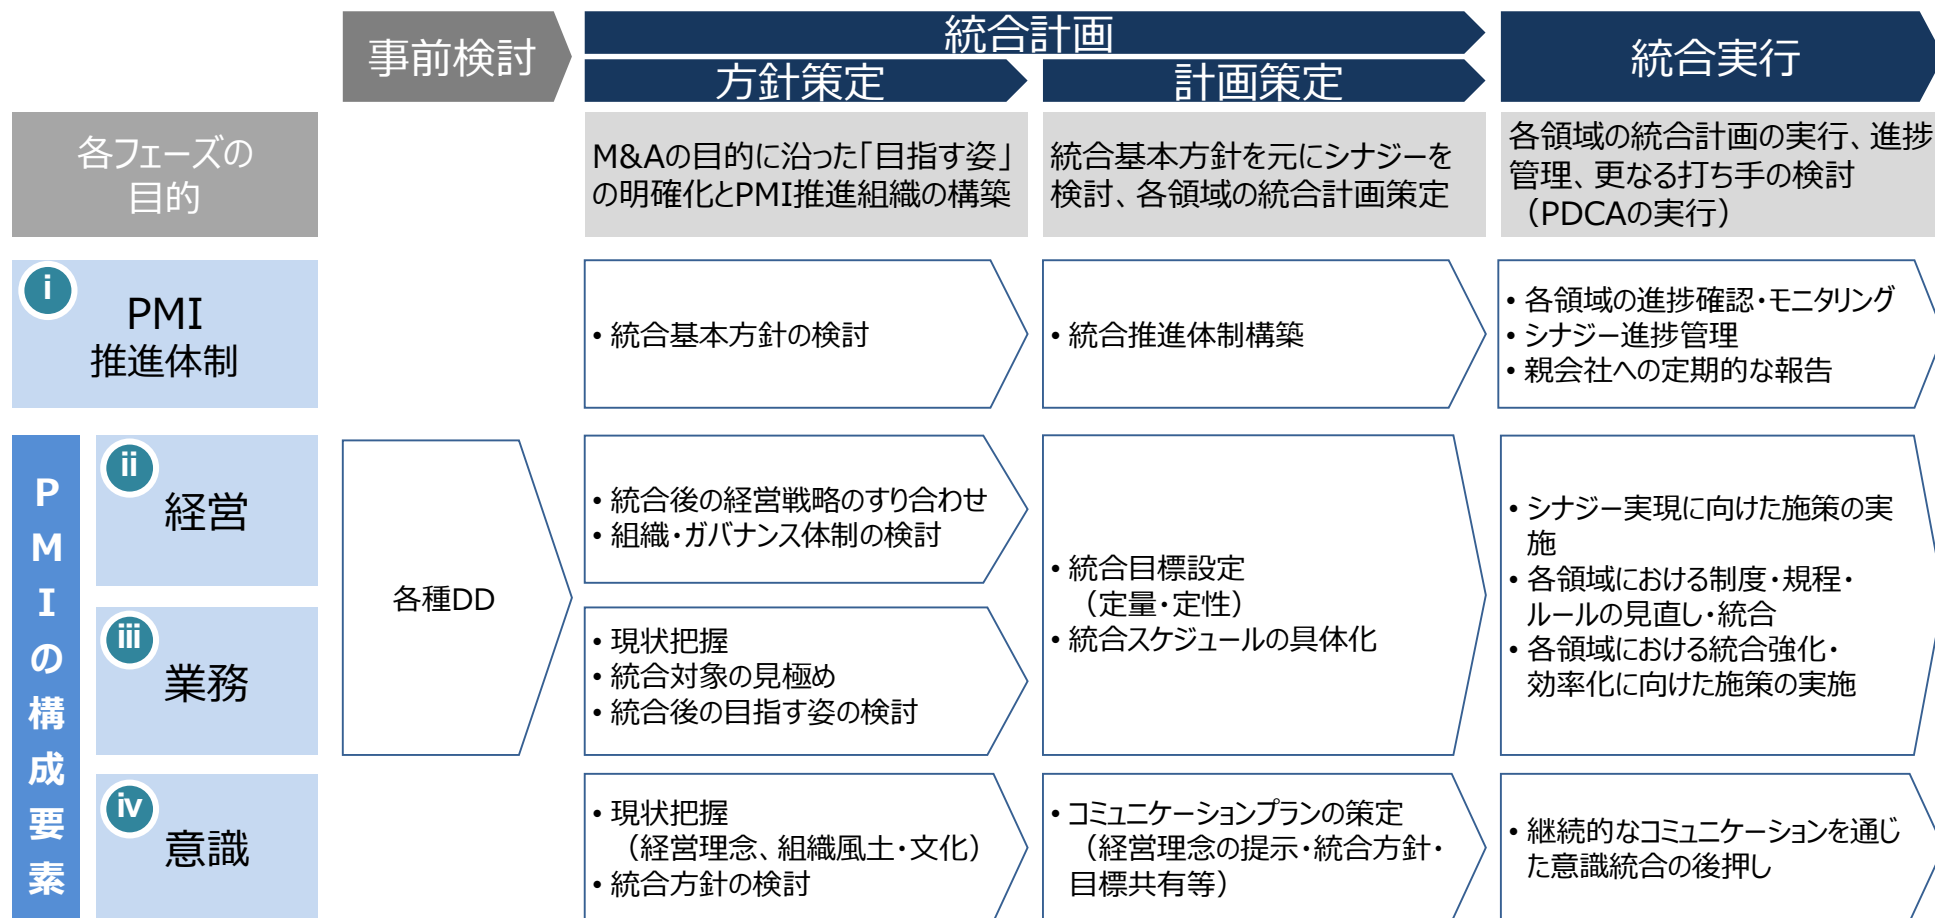 事前検討
統合計画
方針策定
計画策定
統合実行
各フェーズの
目的
M&Aの目的に沿った「目指す姿」
の明確化とPMI推進組織の構築
統合基本方針を元にシナジーを
検討、各領域の統合計画策定
各領域の統合計画の実行、進捗
管理、更なる打ち手の検討
（PDCAの実行）
i
PMI
推進体制
• 統合基本方針の検討
• 統合推進体制構築
• 各領域の進捗確認・モニタリング
• シナジー進捗管理
• 親会社への定期的な報告
PMIの構成要素
ii
経営
各種DD
• 統合後の経営戦略のすり合わせ
• 組織・ガバナンス体制の検討
• 統合目標設定
（定量・定性）
• 統合スケジュールの具体化
• シナジー実現に向けた施策の実
施
• 各領域における制度・規程・
ルールの見直し・統合
• 各領域における統合強化・
効率化に向けた施策の実施
iii
業務
• 現状把握
• 統合対象の見極め
• 統合後の目指す姿の検討
iv
意識
• 現状把握
（経営理念、組織風土・文化）
• 統合方針の検討
• コミュニケーションプランの策定
（経営理念の提示・統合方針・
目標共有等）
• 継続的なコミュニケーションを通じ
た意識統合の後押し